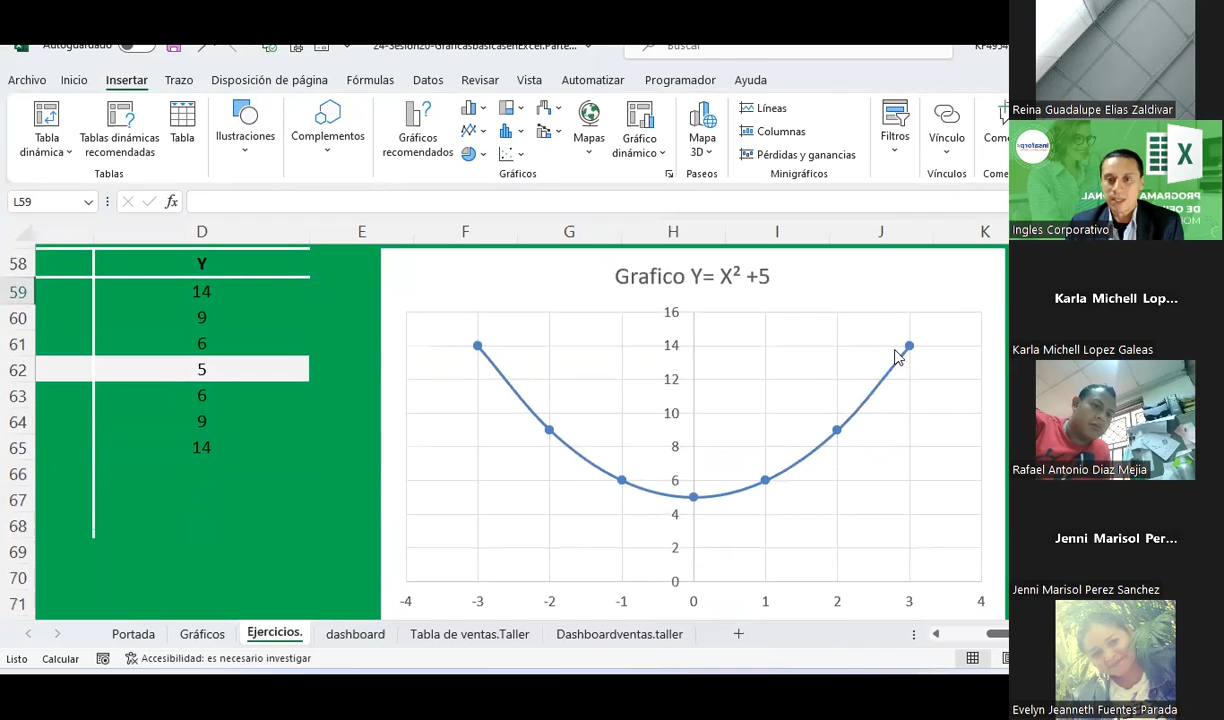 Autoguardado
24-Sesion20-GraficasbasicasenExcel.Parte...
Buscar
Archivo Inicio Insertar Trazo Disposición de página Fórmulas Datos Revisar Vista Automatizar Programador Ayuda
Tabla dinámica
Tablas dinámicas recomendadas
Tabla
Ilustraciones
Complementos
Gráficos recomendados
Mapas
Gráfico dinámico
Mapa 3D
Líneas
Columnas
Pérdidas y ganancias
Filtros
Vínculo
Tablas
Gráficos
Paseos
Minigráficos
Vínculos
L59
fx
D E F G H I J K
58 Y
59 14
60 9
61 6
62 5
63 6
64 9
65 14
66
67
68
69
70
71
Grafico Y= X² +5
16
14
12
10
8
6
4
2
0
-4 -3 -2 -1 0 1 2 3 4
Portada Gráficos Ejercicios. dashboard Tabla de ventas.Taller Dashboardventas.taller
Listo Calcular Accesibilidad: es necesario investigar
Reina Guadalupe Elias Zaldivar
Ingles Corporativo
Karla Michell Lop...
Karla Michell Lopez Galeas
Rafael Antonio Diaz Mejia
Jenni Marisol Per...
Jenni Marisol Perez Sanchez
Evelyn Jeanneth Fuentes Parada